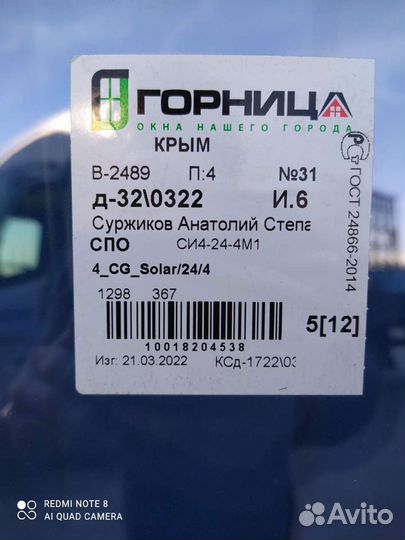 ГОРНИЦА
ОКНА НАШЕГО ГОРОДА
КРЫМ
В-2489 П:4 №31
д-32\0322 И.6
Суржиков Анатолий Степа
СПО СИ4-24-4М1
4_CG_Solar/24/4
1298 367
5[12]
10018204538
Изг: 21.03.2022 КСд-1722\03
ГОСТ 24866-2014
REDMI NOTE 8
AI QUAD CAMERA
Avito